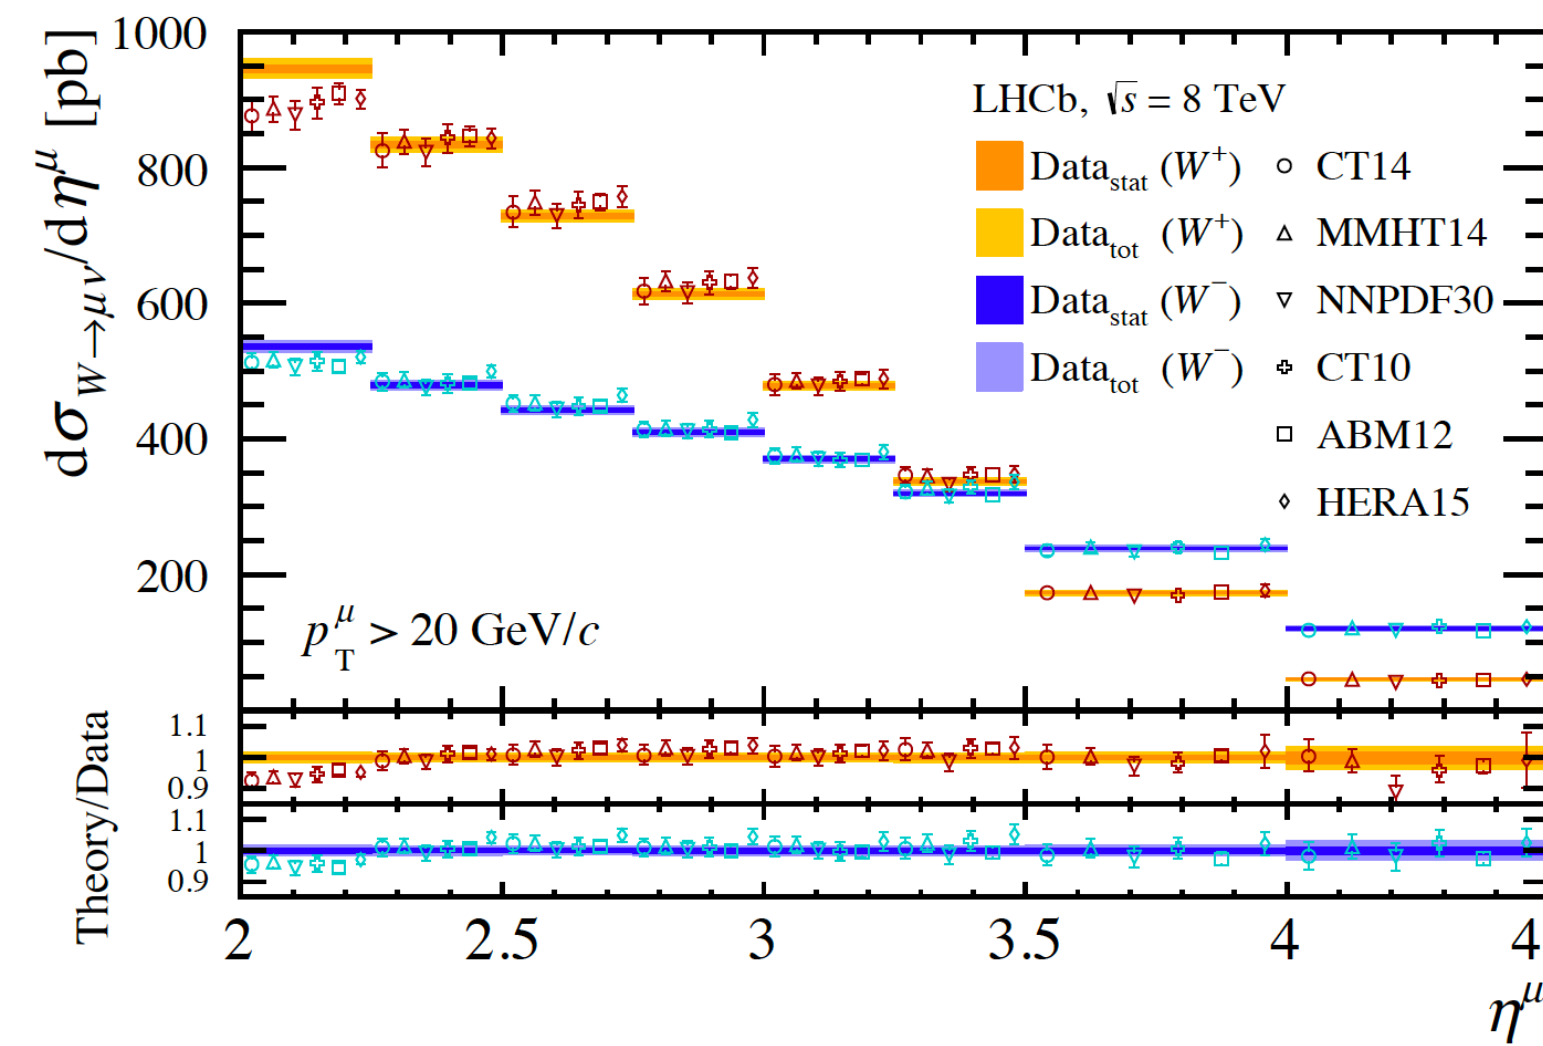 1000
800
600
400
200
dσ_{W→μν}/dη^μ [pb]
LHCb, √s = 8 TeV
Data_stat (W⁺) CT14
Data_tot (W⁺) MMHT14
Data_stat (W⁻) NNPDF30
Data_tot (W⁻) CT10
ABM12
HERA15
p_T^μ > 20 GeV/c
Theory/Data
1.1
1
0.9
1.1
1
0.9
2 2.5 3 3.5 4 4
η^μ